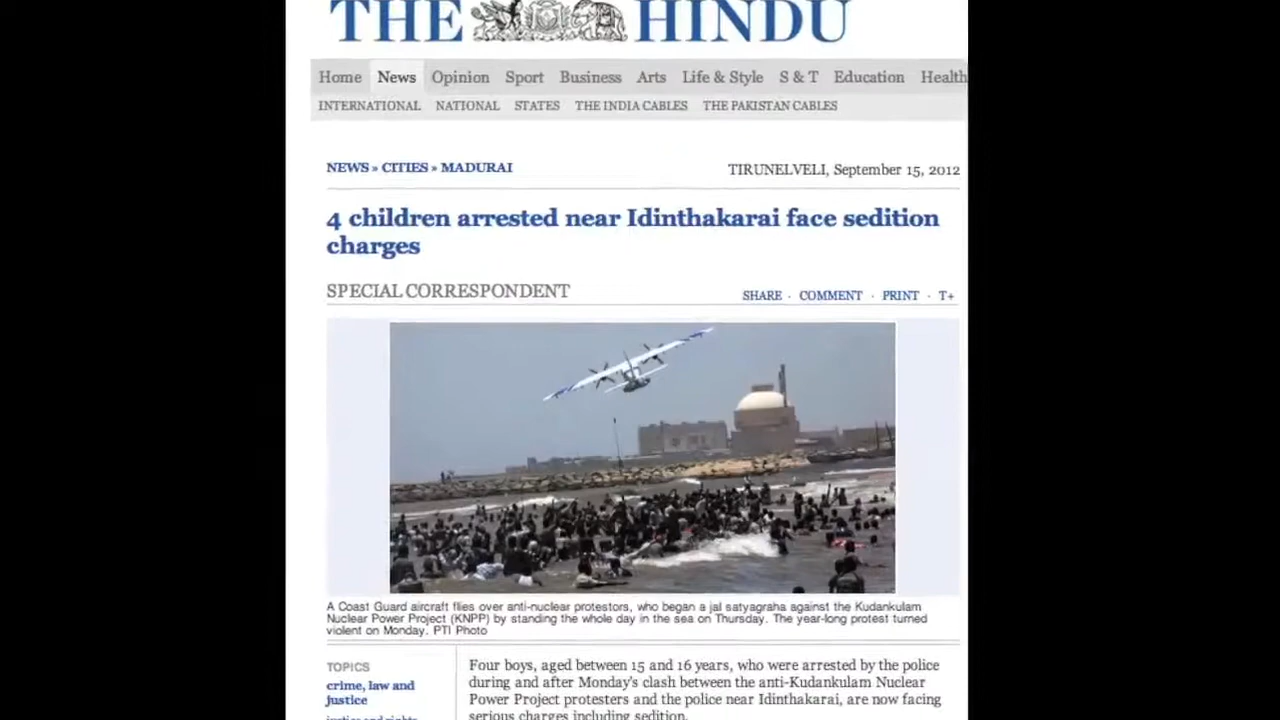 THE HINDU
Home News Opinion Sport Business Arts Life & Style S & T Education Health
INTERNATIONAL NATIONAL STATES THE INDIA CABLES THE PAKISTAN CABLES
NEWS » CITIES » MADURAI
TIRUNELVELI, September 15, 2012
4 children arrested near Idinthakarai face sedition
charges
SPECIAL CORRESPONDENT
SHARE · COMMENT · PRINT · T+
A Coast Guard aircraft flies over anti-nuclear protestors, who began a jal satyagraha against the Kudankulam
Nuclear Power Project (KNPP) by standing the whole day in the sea on Thursday. The year-long protest turned
violent on Monday. PTI Photo
TOPICS
crime, law and
justice
justice and rights
Four boys, aged between 15 and 16 years, who were arrested by the police
during and after Monday's clash between the anti-Kudankulam Nuclear
Power Project protesters and the police near Idinthakarai, are now facing
serious charges including sedition.